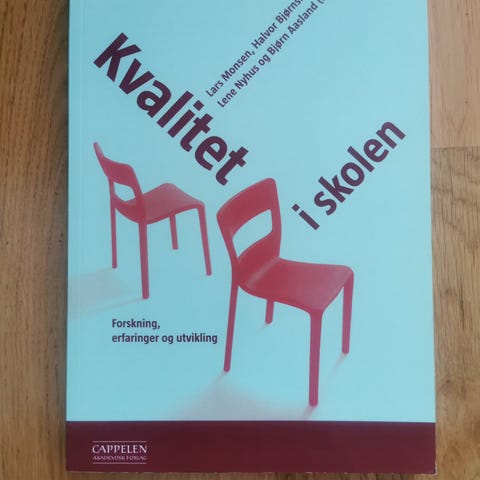 Lars Monsen, Halvor
Lene Nyhus og Bjørn Aasland
Kvalitet
i skolen
Forskning,
erfaringer og utvikling
CAPPELEN
AKADEMISK FORLAG